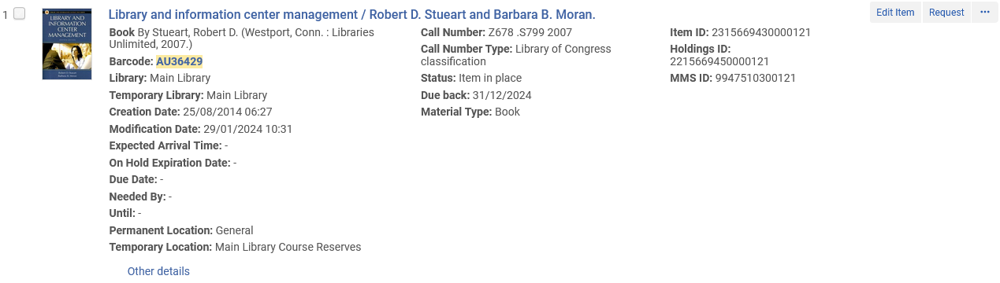 1
Library and information center management / Robert D. Stueart and Barbara B. Moran.
Edit Item Request ···
LIBRARY AND
INFORMATION
CENTER
MANAGEMENT
Book By Stueart, Robert D. (Westport, Conn. : Libraries
Unlimited, 2007.)
Barcode: AU36429
Library: Main Library
Temporary Library: Main Library
Creation Date: 25/08/2014 06:27
Modification Date: 29/01/2024 10:31
Expected Arrival Time: -
On Hold Expiration Date: -
Due Date: -
Needed By: -
Until: -
Permanent Location: General
Temporary Location: Main Library Course Reserves
Other details
Call Number: Z678 .S799 2007
Call Number Type: Library of Congress
classification
Status: Item in place
Due back: 31/12/2024
Material Type: Book
Item ID: 2315669430000121
Holdings ID:
2215669450000121
MMS ID: 9947510300121